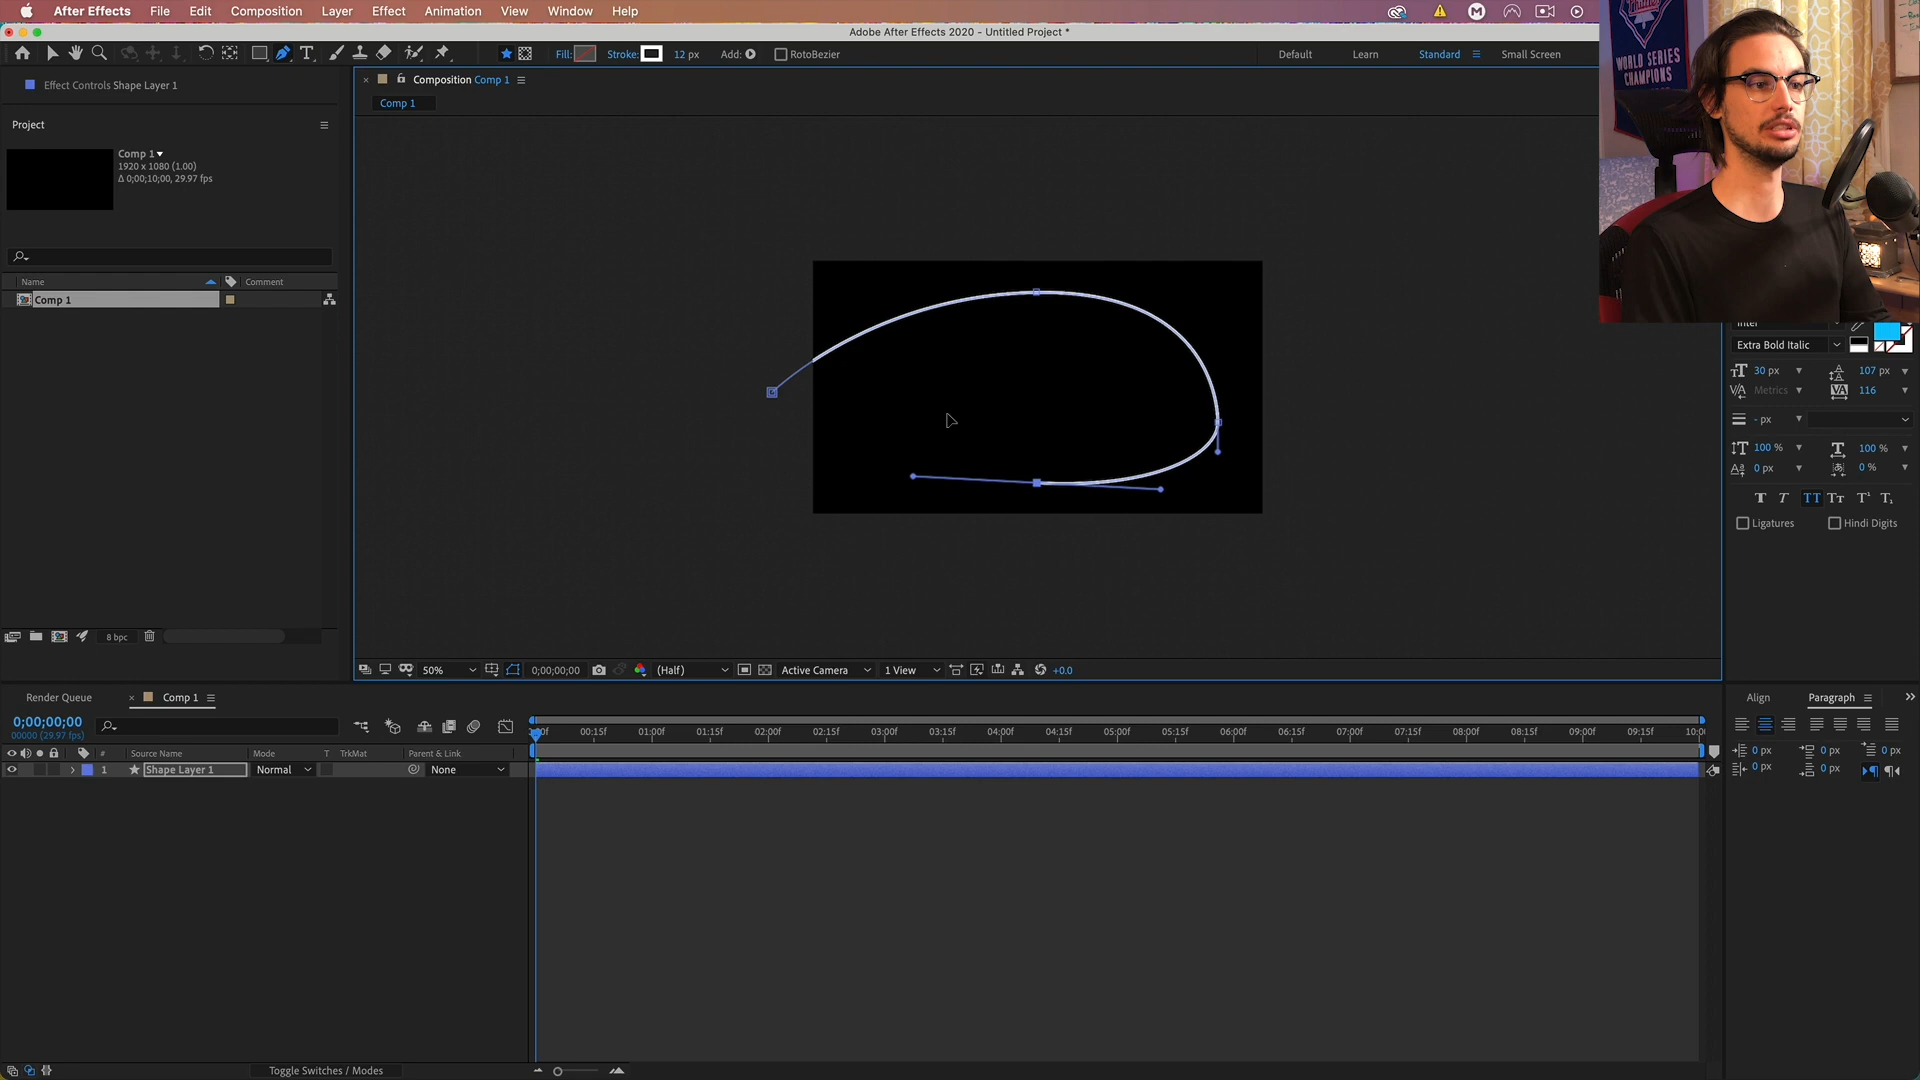 After Effects File Edit Composition Layer Effect Animation View Window Help
Adobe After Effects 2020 - Untitled Project *
Fill: Stroke: 12 px Add: RotoBezier Default Learn Standard Small Screen
Effect Controls Shape Layer 1
Composition Comp 1
Comp 1
Project
Comp 1
1920 x 1080 (1.00)
Δ 0;00;10;00, 29.97 fps
Name Comment
Comp 1
8 bpc
50% 0;00;00;00 (Half) Active Camera 1 View +0.0
WORLD SERIES
CHAMPIONS
Inter
Extra Bold Italic
30 px 107 px
Metrics 116
- px
100 % 100 %
0 px 0 %
T T TT Tt T¹ T₁
Ligatures Hindi Digits
Render Queue Comp 1
0;00;00;00
00000 (29.97 fps)
# Source Name Mode T TrkMat Parent & Link
1 Shape Layer 1 Normal None
00:15f 01:00f 01:15f 02:00f 02:15f 03:00f 03:15f 04:00f 04:15f 05:00f 05:15f 06:00f 06:15f 07:00f 07:15f 08:00f 08:15f 09:00f 09:15f
Align Paragraph
0 px 0 px 0 px
0 px 0 px
Toggle Switches / Modes